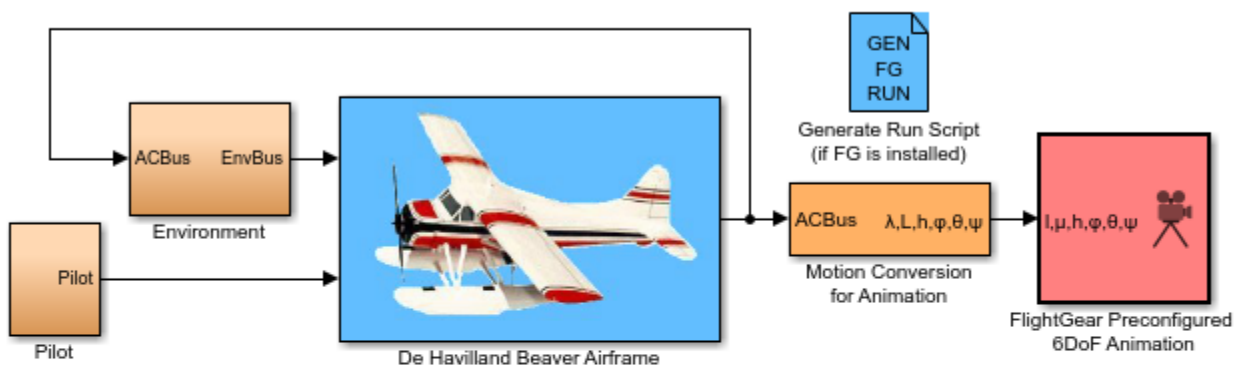 GEN
FG
RUN
Generate Run Script
(if FG is installed)
ACBus EnvBus
Environment
Pilot
Pilot
De Havilland Beaver Airframe
ACBus λ,L,h,φ,θ,ψ
Motion Conversion
for Animation
l,μ,h,φ,θ,ψ
FlightGear Preconfigured
6DoF Animation